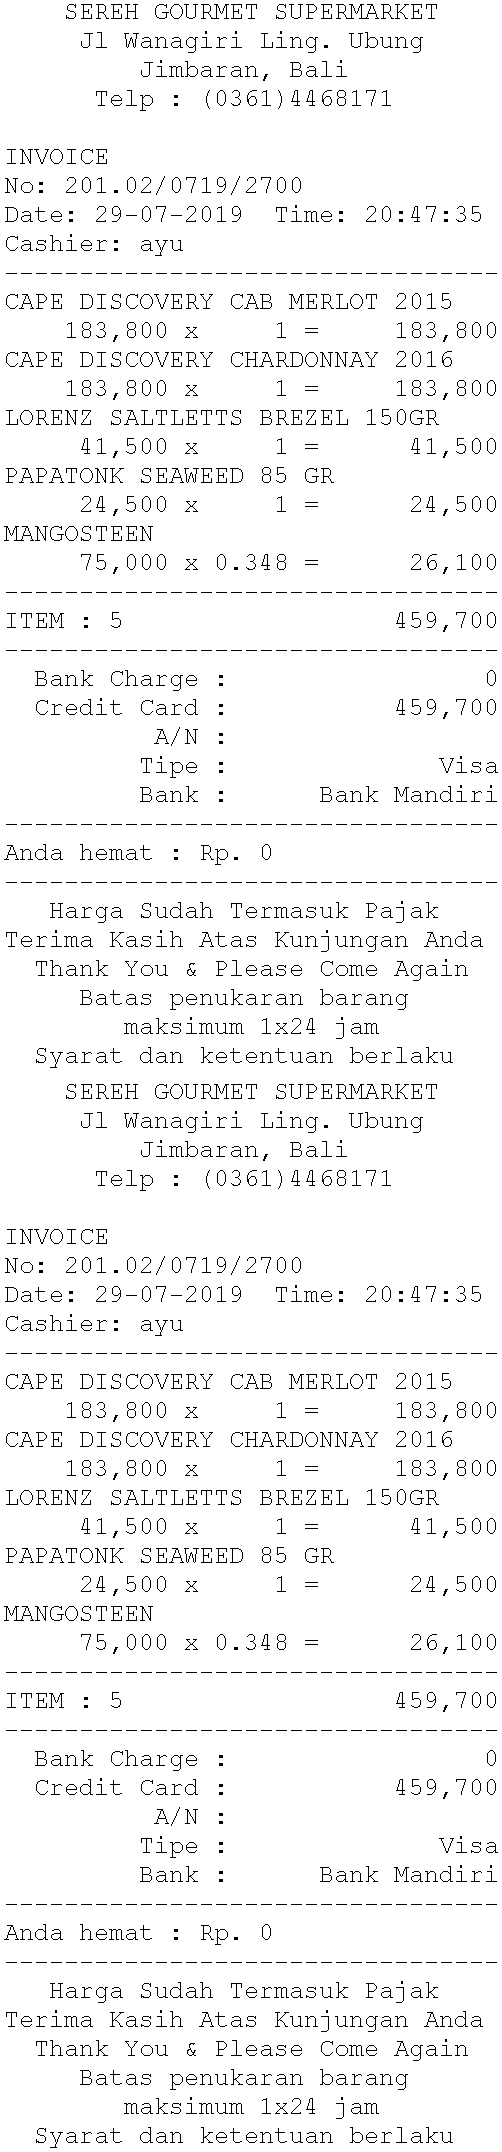 SEREH GOURMET SUPERMARKET
Jl Wanagiri Ling. Ubung
Jimbaran, Bali
Telp : (0361)4468171
INVOICE
No: 201.02/0719/2700
Date: 29-07-2019  Time: 20:47:35
Cashier: ayu
---------------------------------
CAPE DISCOVERY CAB MERLOT 2015
183,800 x     1 =     183,800
CAPE DISCOVERY CHARDONNAY 2016
183,800 x     1 =     183,800
LORENZ SALTLETTS BREZEL 150GR
41,500 x     1 =      41,500
PAPATONK SEAWEED 85 GR
24,500 x     1 =      24,500
MANGOSTEEN
75,000 x 0.348 =      26,100
---------------------------------
ITEM : 5                  459,700
---------------------------------
Bank Charge :                 0
Credit Card :           459,700
A/N :
Tipe :              Visa
Bank :      Bank Mandiri
---------------------------------
Anda hemat : Rp. 0
---------------------------------
Harga Sudah Termasuk Pajak
Terima Kasih Atas Kunjungan Anda
Thank You & Please Come Again
Batas penukaran barang
maksimum 1x24 jam
Syarat dan ketentuan berlaku
SEREH GOURMET SUPERMARKET
Jl Wanagiri Ling. Ubung
Jimbaran, Bali
Telp : (0361)4468171
INVOICE
No: 201.02/0719/2700
Date: 29-07-2019  Time: 20:47:35
Cashier: ayu
---------------------------------
CAPE DISCOVERY CAB MERLOT 2015
183,800 x     1 =     183,800
CAPE DISCOVERY CHARDONNAY 2016
183,800 x     1 =     183,800
LORENZ SALTLETTS BREZEL 150GR
41,500 x     1 =      41,500
PAPATONK SEAWEED 85 GR
24,500 x     1 =      24,500
MANGOSTEEN
75,000 x 0.348 =      26,100
---------------------------------
ITEM : 5                  459,700
---------------------------------
Bank Charge :                 0
Credit Card :           459,700
A/N :
Tipe :              Visa
Bank :      Bank Mandiri
---------------------------------
Anda hemat : Rp. 0
---------------------------------
Harga Sudah Termasuk Pajak
Terima Kasih Atas Kunjungan Anda
Thank You & Please Come Again
Batas penukaran barang
maksimum 1x24 jam
Syarat dan ketentuan berlaku